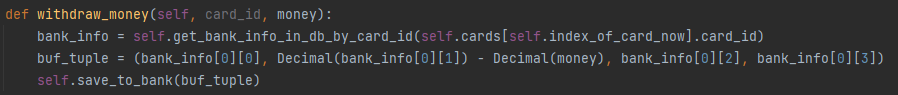 def withdraw_money(self, card_id, money):
    bank_info = self.get_bank_info_in_db_by_card_id(self.cards[self.index_of_card_now].card_id)
    buf_tuple = (bank_info[0][0], Decimal(bank_info[0][1]) - Decimal(money), bank_info[0][2], bank_info[0][3])
    self.save_to_bank(buf_tuple)